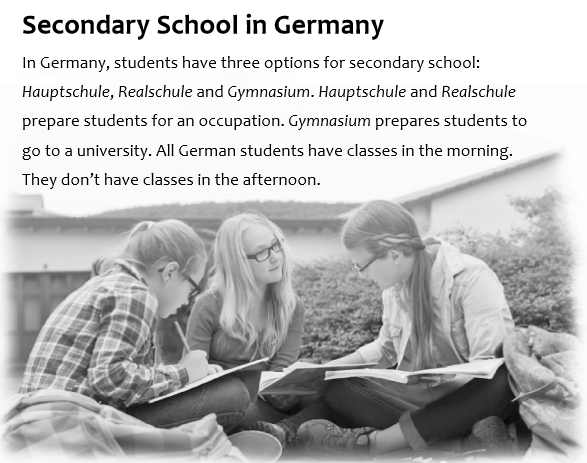 Secondary School in Germany
In Germany, students have three options for secondary school:
Hauptschule, Realschule and Gymnasium. Hauptschule and Realschule
prepare students for an occupation. Gymnasium prepares students to
go to a university. All German students have classes in the morning.
They don’t have classes in the afternoon.